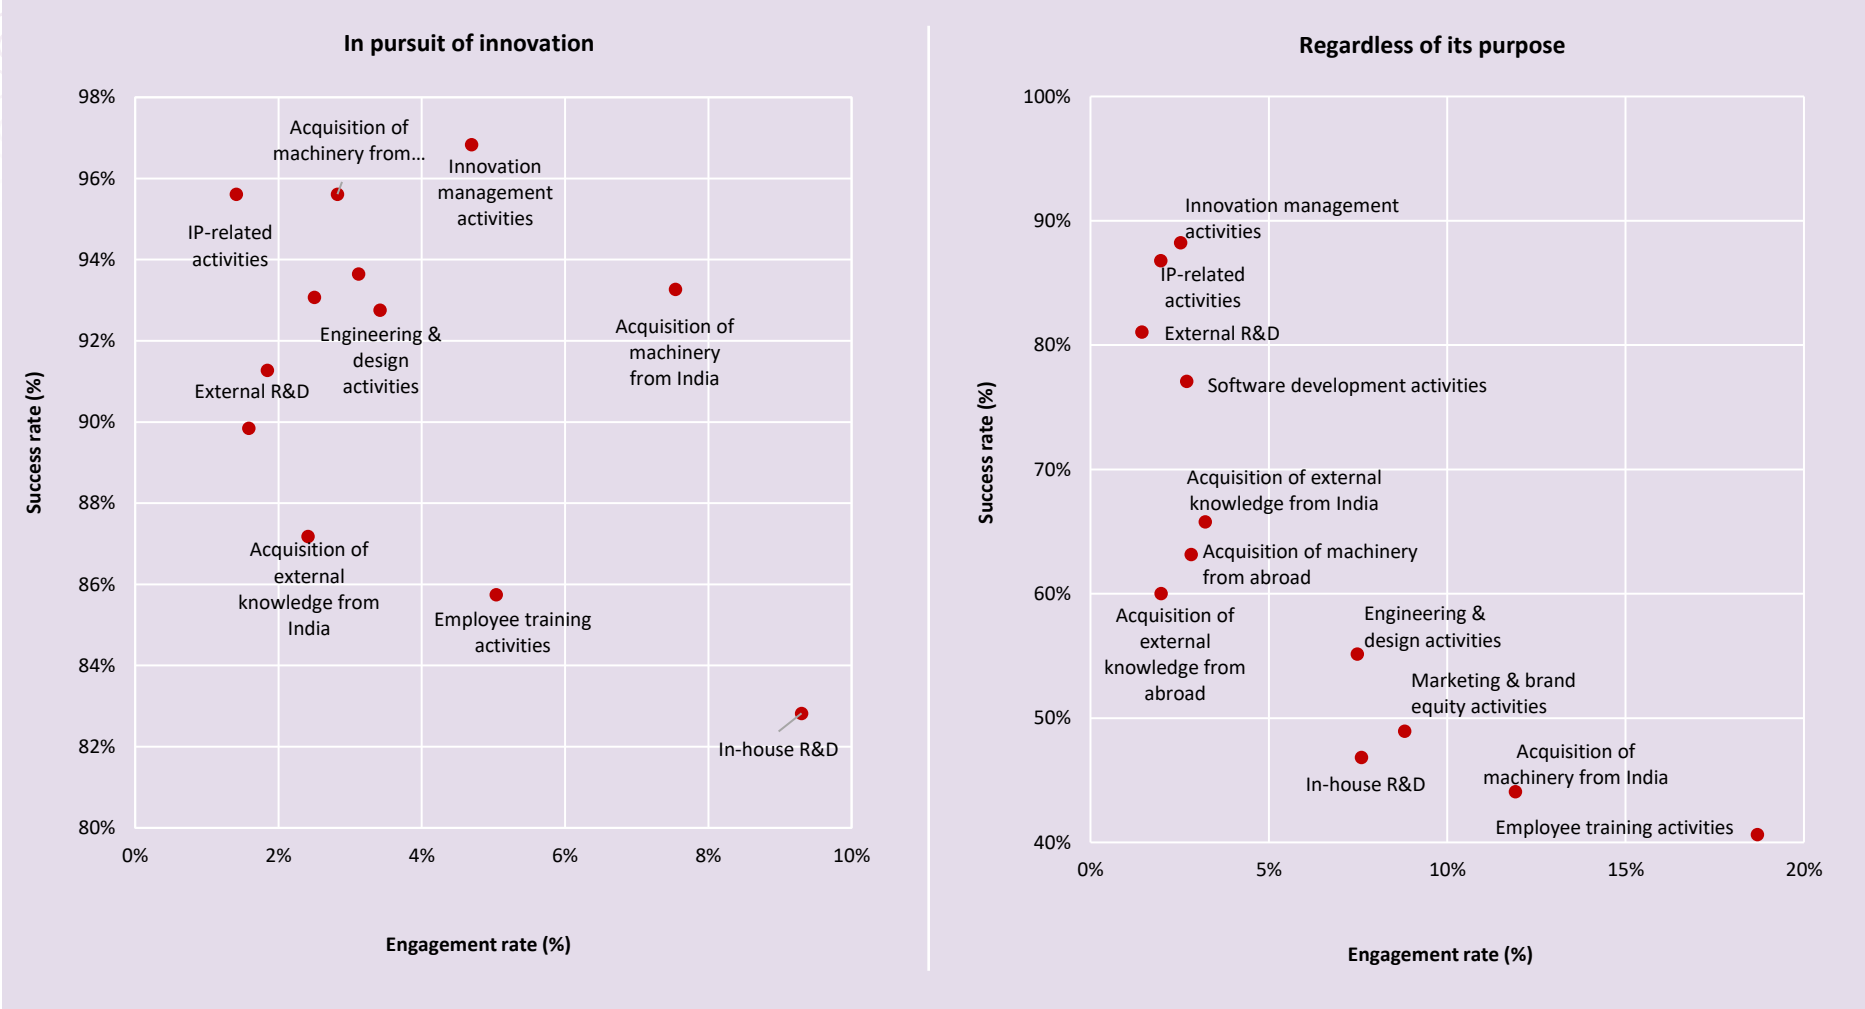 In pursuit of innovation
98%
96%
94%
92%
90%
88%
86%
84%
82%
80%
Success rate (%)
Acquisition of
machinery from...
Innovation
management
activities
IP-related
activities
Engineering &
design
activities
Acquisition of
machinery
from India
External R&D
Acquisition of
external
knowledge from
India
Employee training
activities
In-house R&D
0%
2%
4%
6%
8%
10%
Engagement rate (%)
Regardless of its purpose
100%
90%
80%
70%
60%
50%
40%
Success rate (%)
Innovation management
activities
IP-related
activities
External R&D
Software development activities
Acquisition of external
knowledge from India
Acquisition of machinery
from abroad
Acquisition of
external
knowledge from
abroad
Engineering &
design activities
Marketing & brand
equity activities
In-house R&D
Acquisition of
machinery from India
Employee training activities
0%
5%
10%
15%
20%
Engagement rate (%)